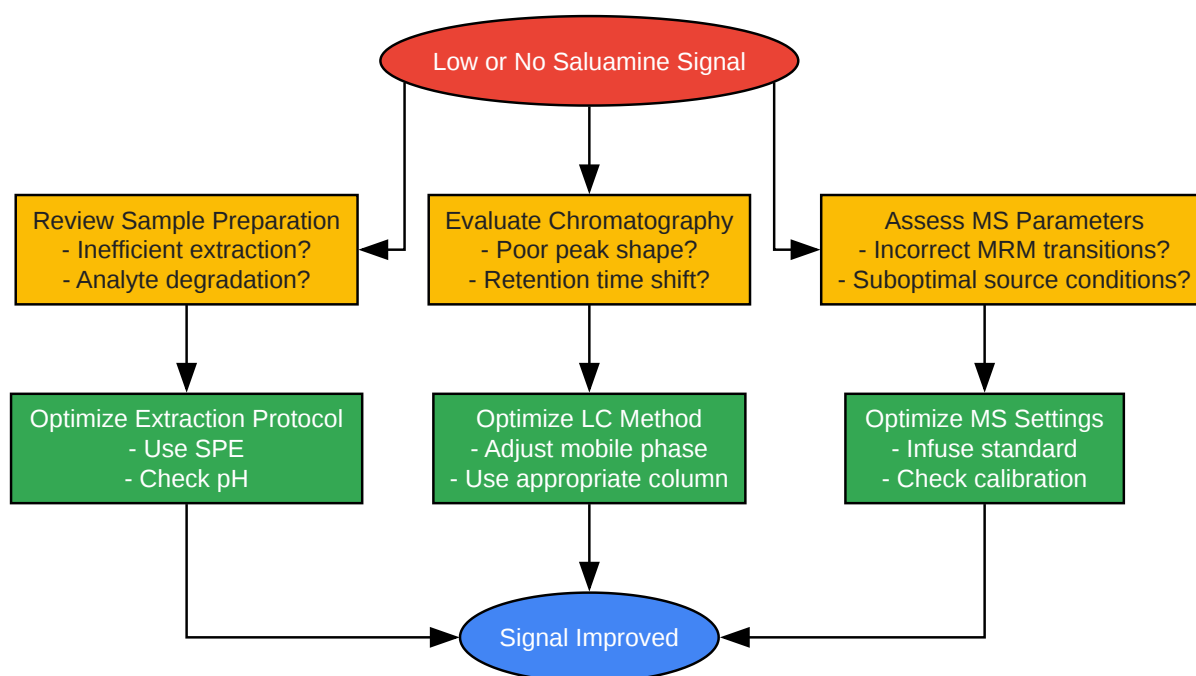 Low or No Saluamine Signal
Review Sample Preparation
- Inefficient extraction?
- Analyte degradation?
Evaluate Chromatography
- Poor peak shape?
- Retention time shift?
Assess MS Parameters
- Incorrect MRM transitions?
- Suboptimal source conditions?
Optimize Extraction Protocol
- Use SPE
- Check pH
Optimize LC Method
- Adjust mobile phase
- Use appropriate column
Optimize MS Settings
- Infuse standard
- Check calibration
Signal Improved